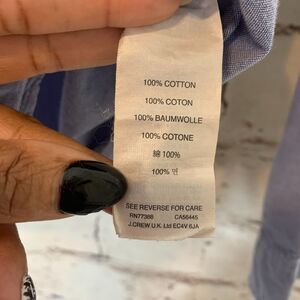 100% COTTON
100% COTON
100% BAUMWOLLE
100% COTONE
綿 100%
100% 면
SEE REVERSE FOR CARE
RN77388 CA56445
J.CREW U.K Ltd EC4V 6JA